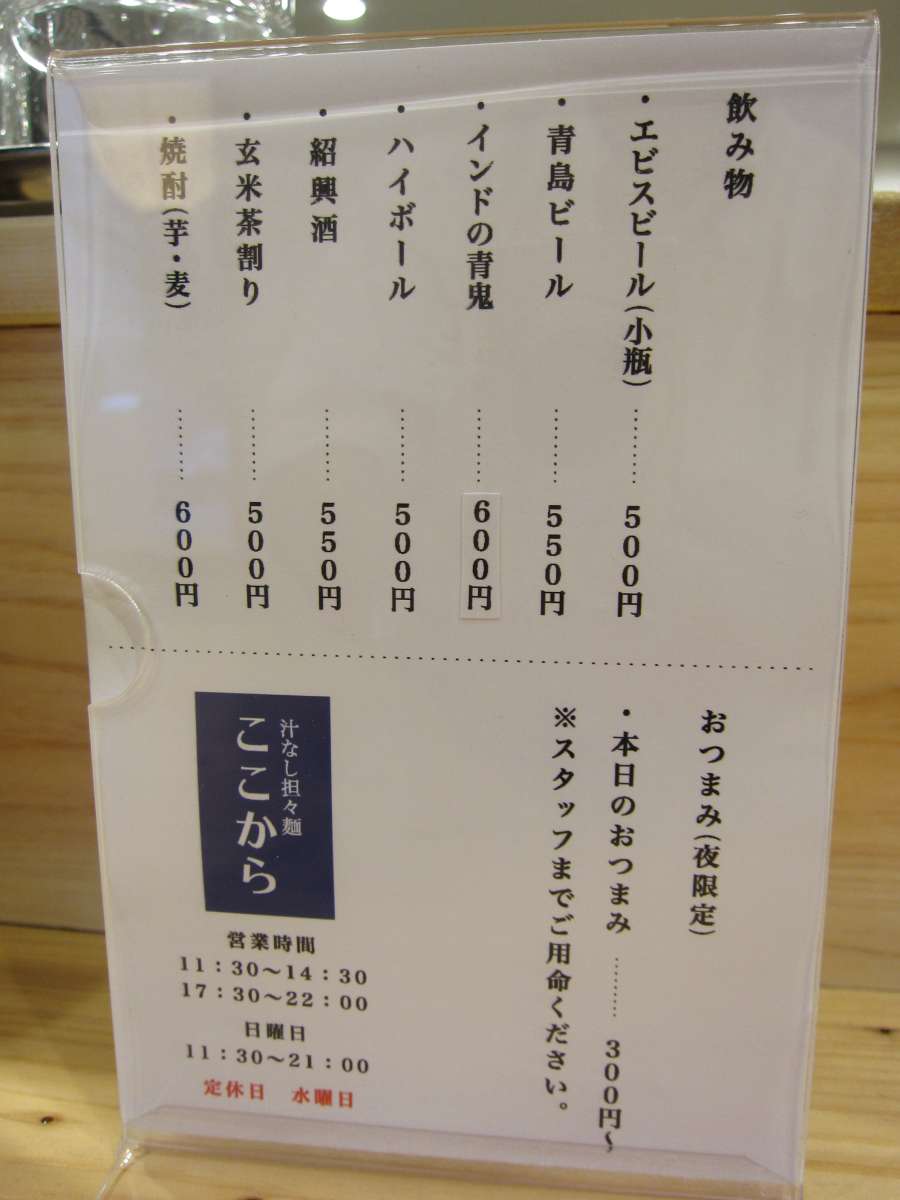 飲み物
・エビスビール(小瓶)………500円
・青島ビール………550円
・インドの青鬼………600円
・ハイボール………500円
・紹興酒………550円
・玄米茶割り………500円
・焼酎(芋・麦)………600円
おつまみ(夜限定)
・本日のおつまみ………300円〜
※スタッフまでご用命ください。
汁なし担々麺
ここから
営業時間
11：30〜14：30
17：30〜22：00
日曜日
11：30〜21：00
定休日　水曜日